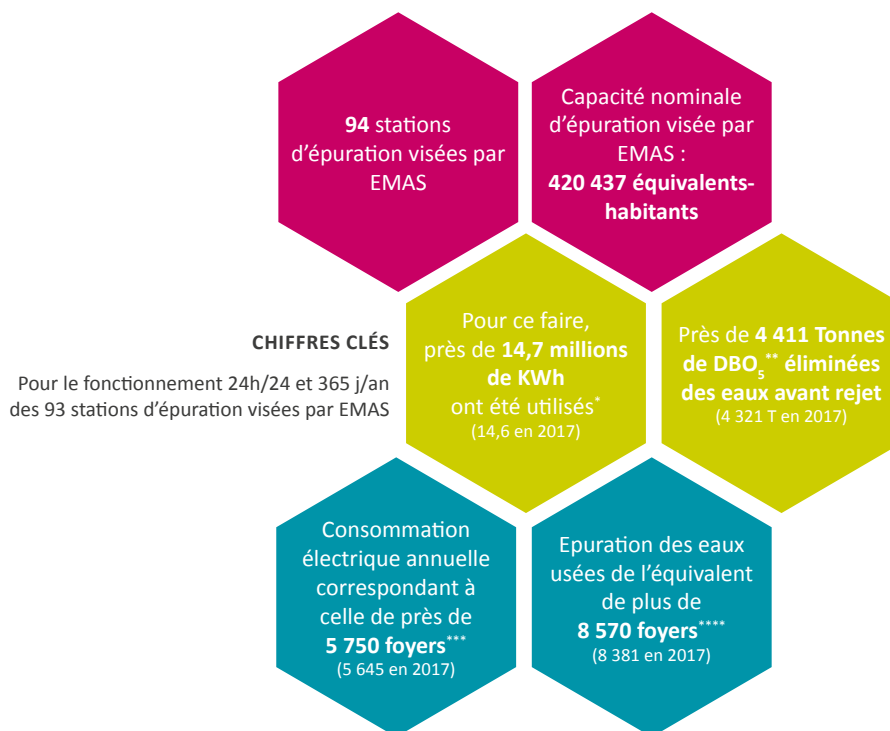 94 stations
d'épuration visées par
EMAS
Capacité nominale
d'épuration visée par
EMAS :
420 437 équivalents-
habitants
CHIFFRES CLÉS
Pour le fonctionnement 24h/24 et 365 j/an
des 93 stations d'épuration visées par EMAS
Pour ce faire,
près de 14,7 millions
de KWh
ont été utilisés*
(14,6 en 2017)
Près de 4 411 Tonnes
de DBO5** éliminées
des eaux avant rejet
(4 321 T en 2017)
Consommation
électrique annuelle
correspondant à
celle de près de
5 750 foyers***
(5 645 en 2017)
Epuration des eaux
usées de l'équivalent
de plus de
8 570 foyers****
(8 381 en 2017)